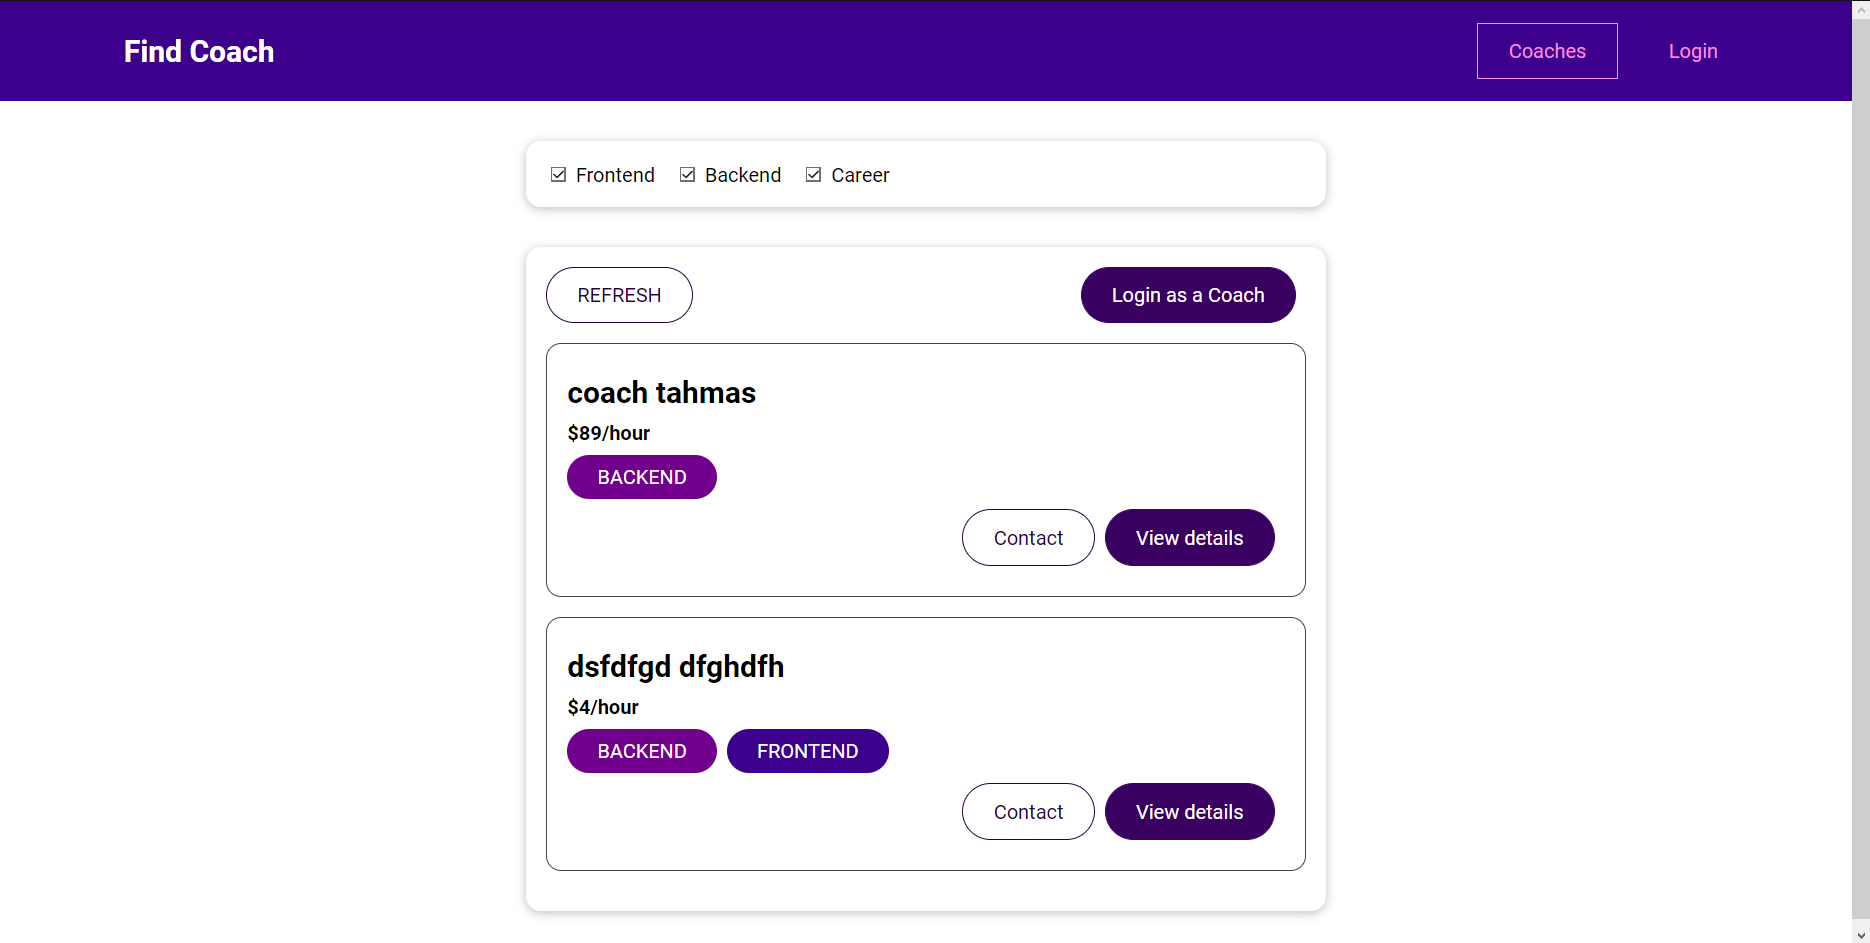 Find Coach
Coaches
Login
Frontend
Backend
Career
REFRESH
Login as a Coach
coach tahmas
$89/hour
BACKEND
Contact
View details
dsfdfgd dfghdfh
$4/hour
BACKEND
FRONTEND
Contact
View details